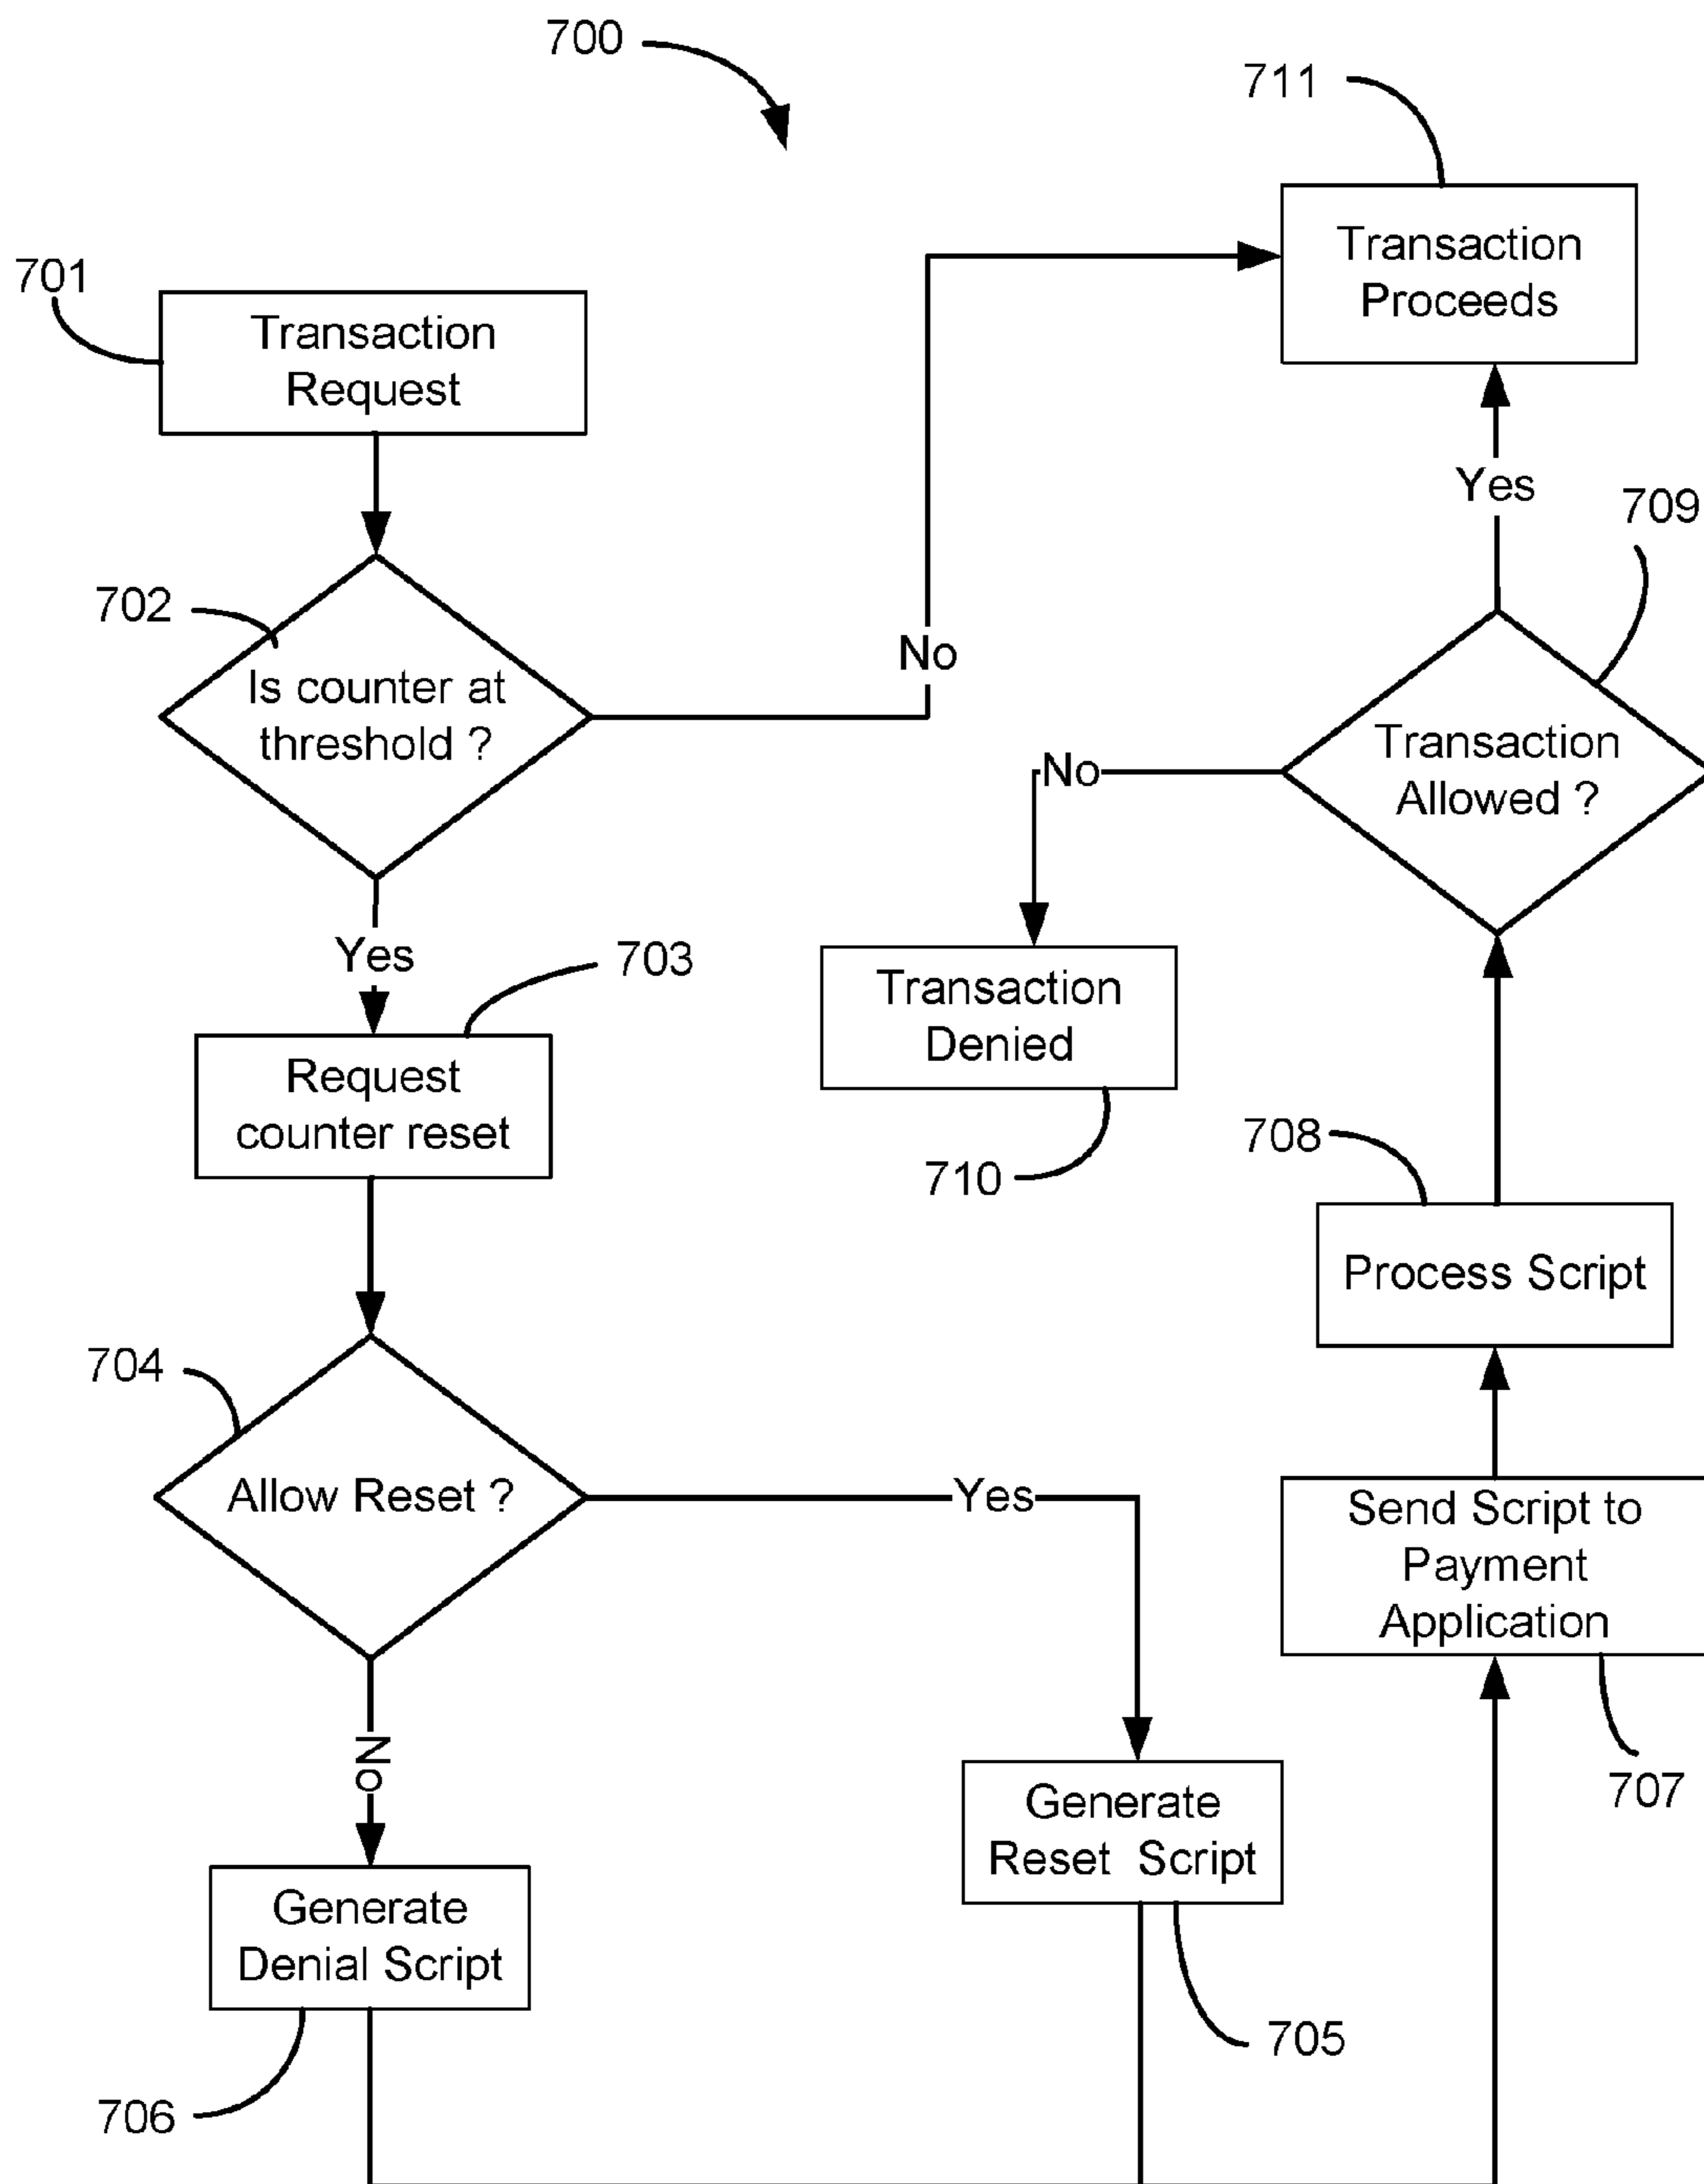 700
711
Transaction
Proceeds
701
Transaction
Request
Yes
709
702
Is counter at
threshold ?
No
Transaction
Allowed ?
No
Yes
703
Transaction
Denied
Request
counter reset
710
708
Process Script
704
Allow Reset ?
Yes
Send Script to
Payment
Application
No
707
Generate
Reset Script
Generate
Denial Script
705
706